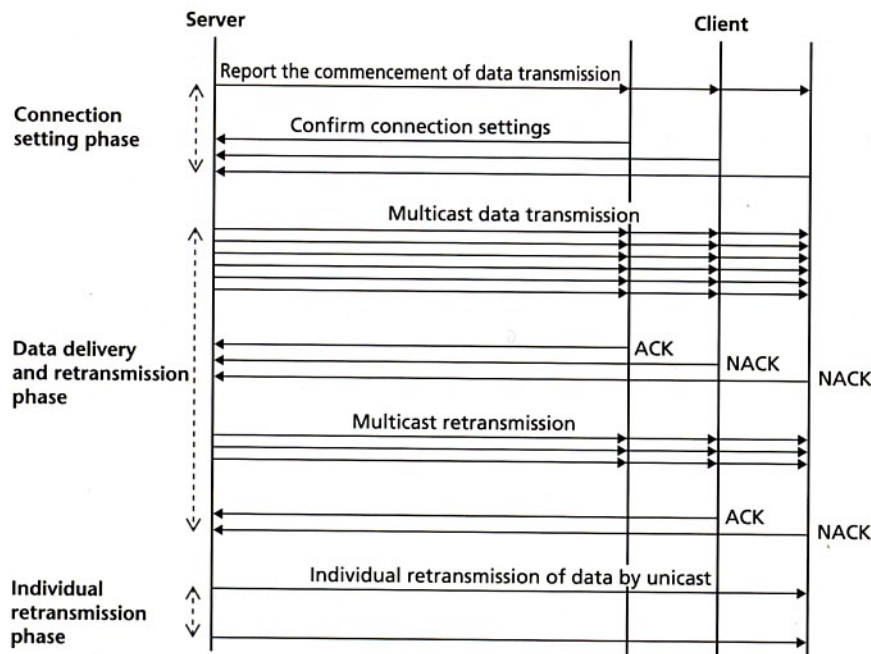 Server
Client
Report the commencement of data transmission
Connection
setting phase
Confirm connection settings
Multicast data transmission
Data delivery
and retransmission
phase
ACK
NACK
NACK
Multicast retransmission
ACK
NACK
Individual
retransmission
phase
Individual retransmission of data by unicast